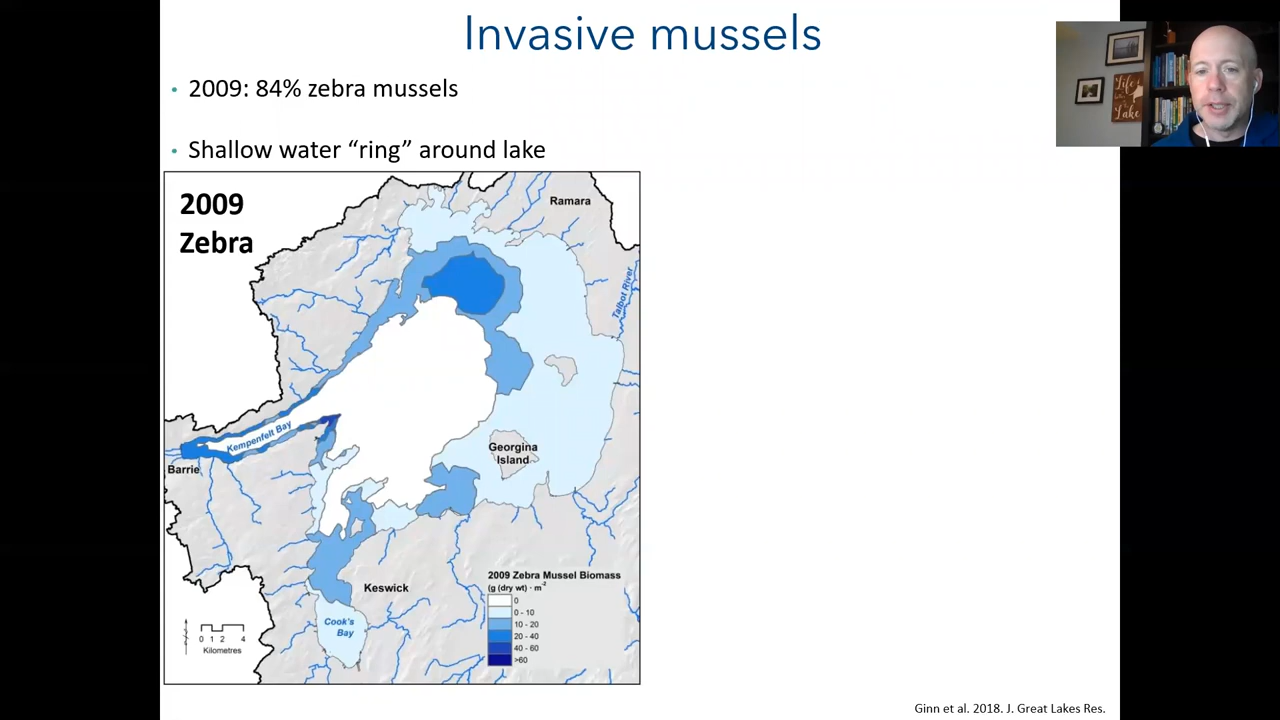 Invasive mussels
• 2009: 84% zebra mussels
• Shallow water “ring” around lake
2009
Zebra
Ramara
Talbot River
Kempenfelt Bay
Barrie
Georgina
Island
Keswick
Cook's
Bay
0 1 2 4
Kilometres
2009 Zebra Mussel Biomass
(g (dry wt) · m-2
0
0 - 10
10 - 20
20 - 40
40 - 60
>60
Ginn et al. 2018. J. Great Lakes Res.
Life
Lake